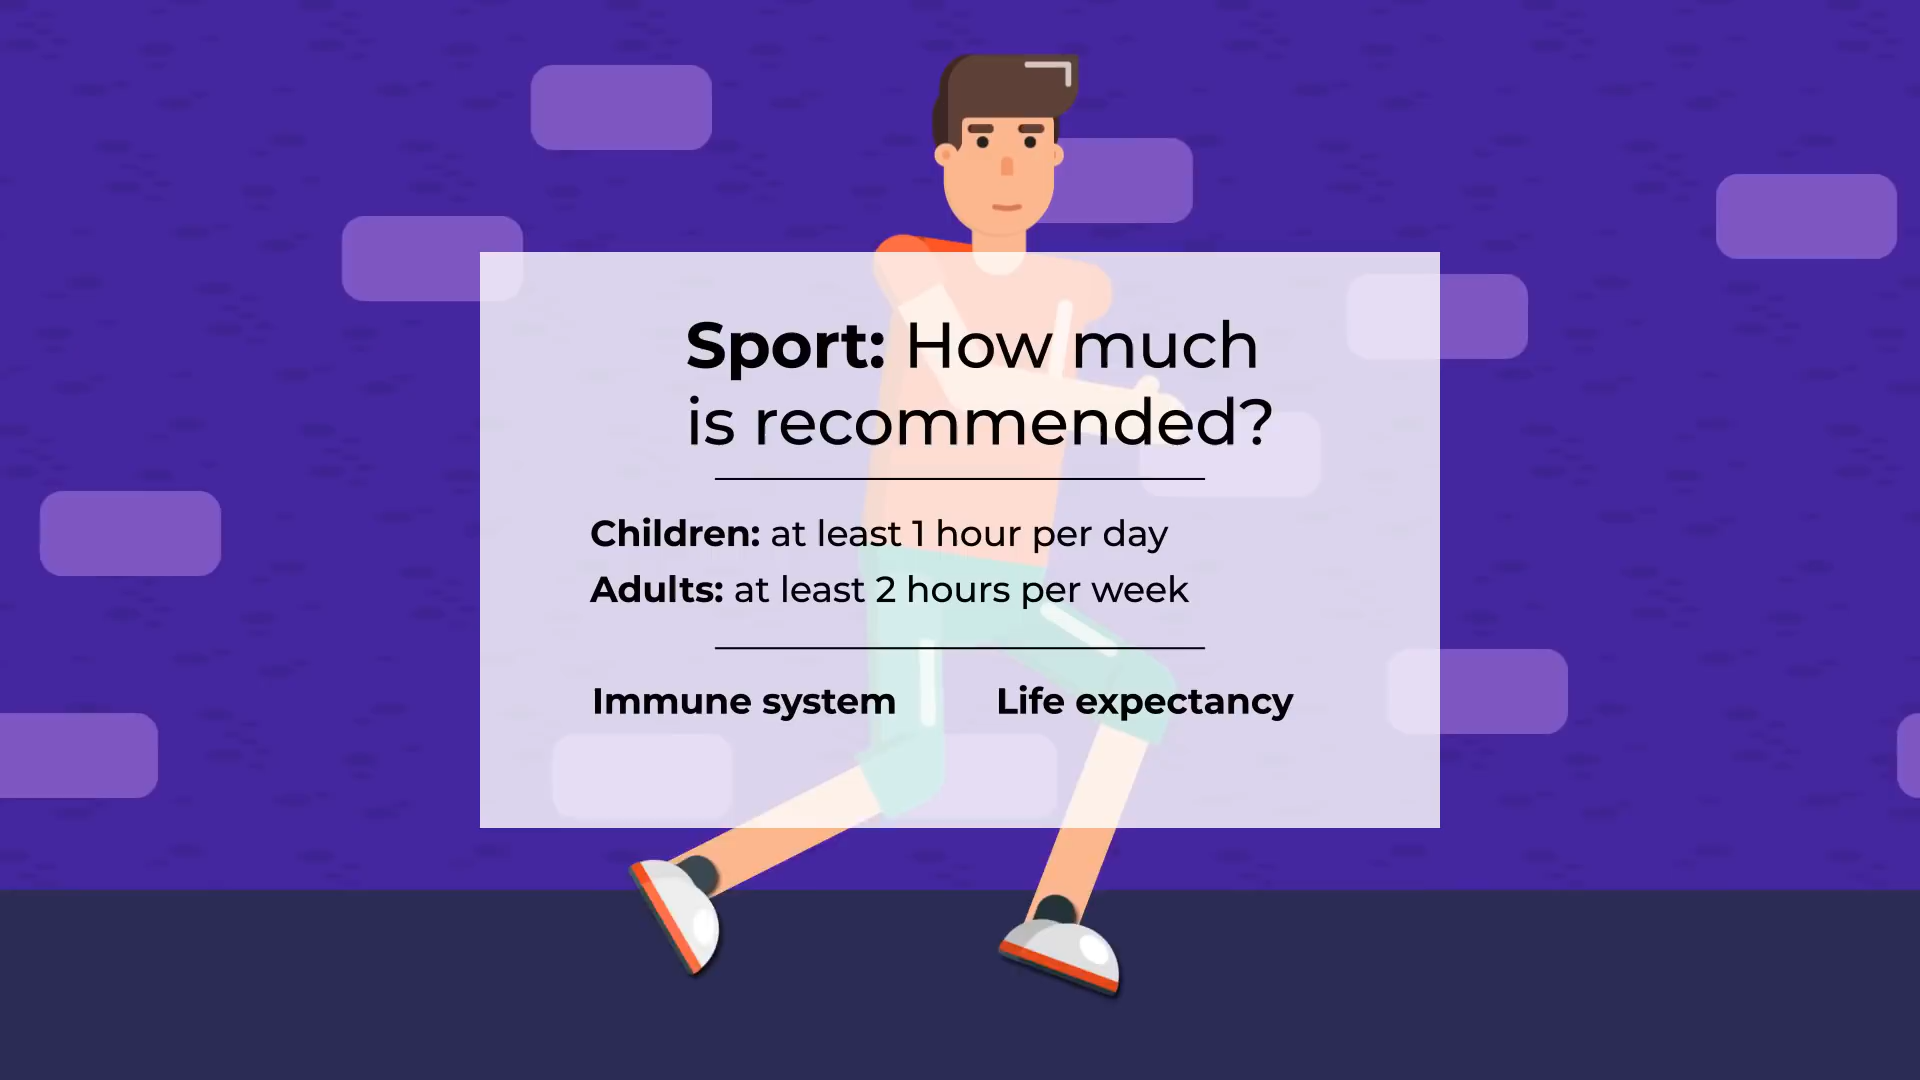 Sport: How much
is recommended?
Children: at least 1 hour per day
Adults: at least 2 hours per week
Immune system Life expectancy